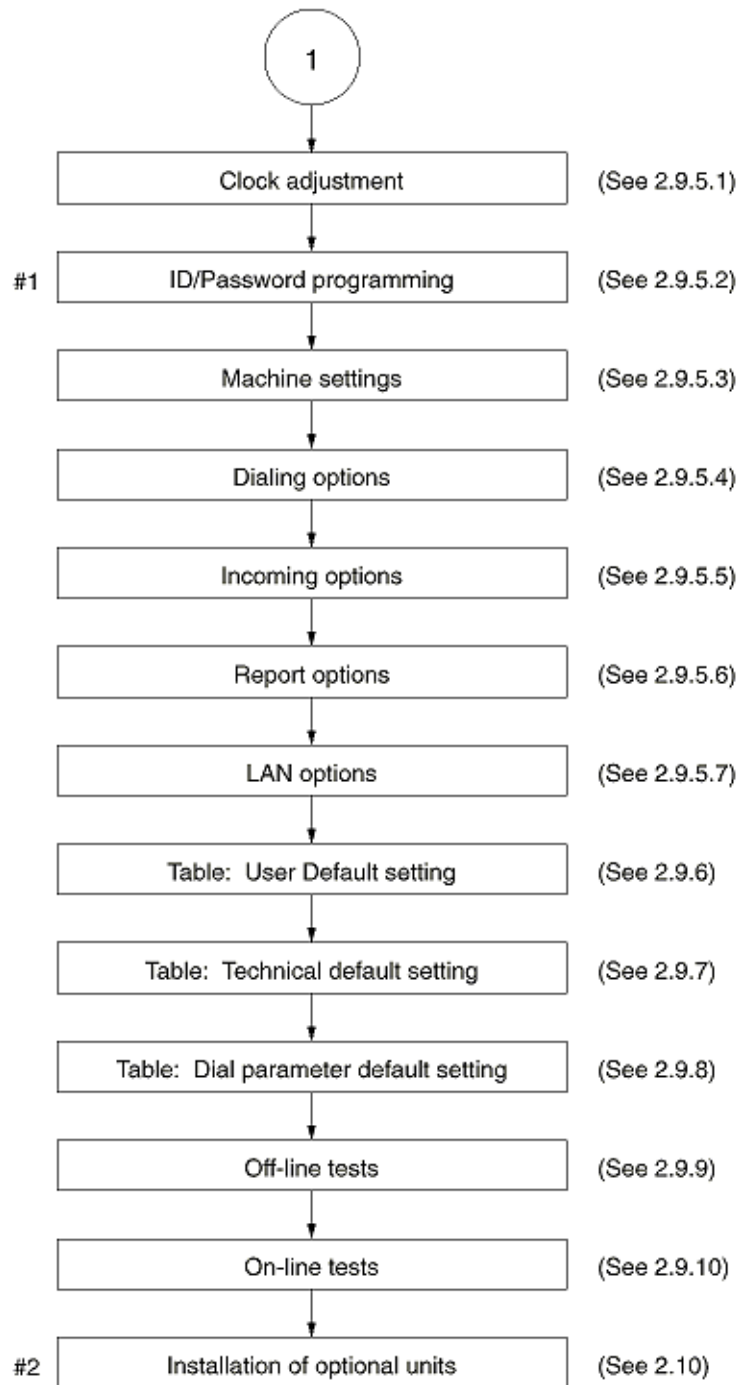 1
Clock adjustment (See 2.9.5.1)
#1 ID/Password programming (See 2.9.5.2)
Machine settings (See 2.9.5.3)
Dialing options (See 2.9.5.4)
Incoming options (See 2.9.5.5)
Report options (See 2.9.5.6)
LAN options (See 2.9.5.7)
Table: User Default setting (See 2.9.6)
Table: Technical default setting (See 2.9.7)
Table: Dial parameter default setting (See 2.9.8)
Off-line tests (See 2.9.9)
On-line tests (See 2.9.10)
#2 Installation of optional units (See 2.10)